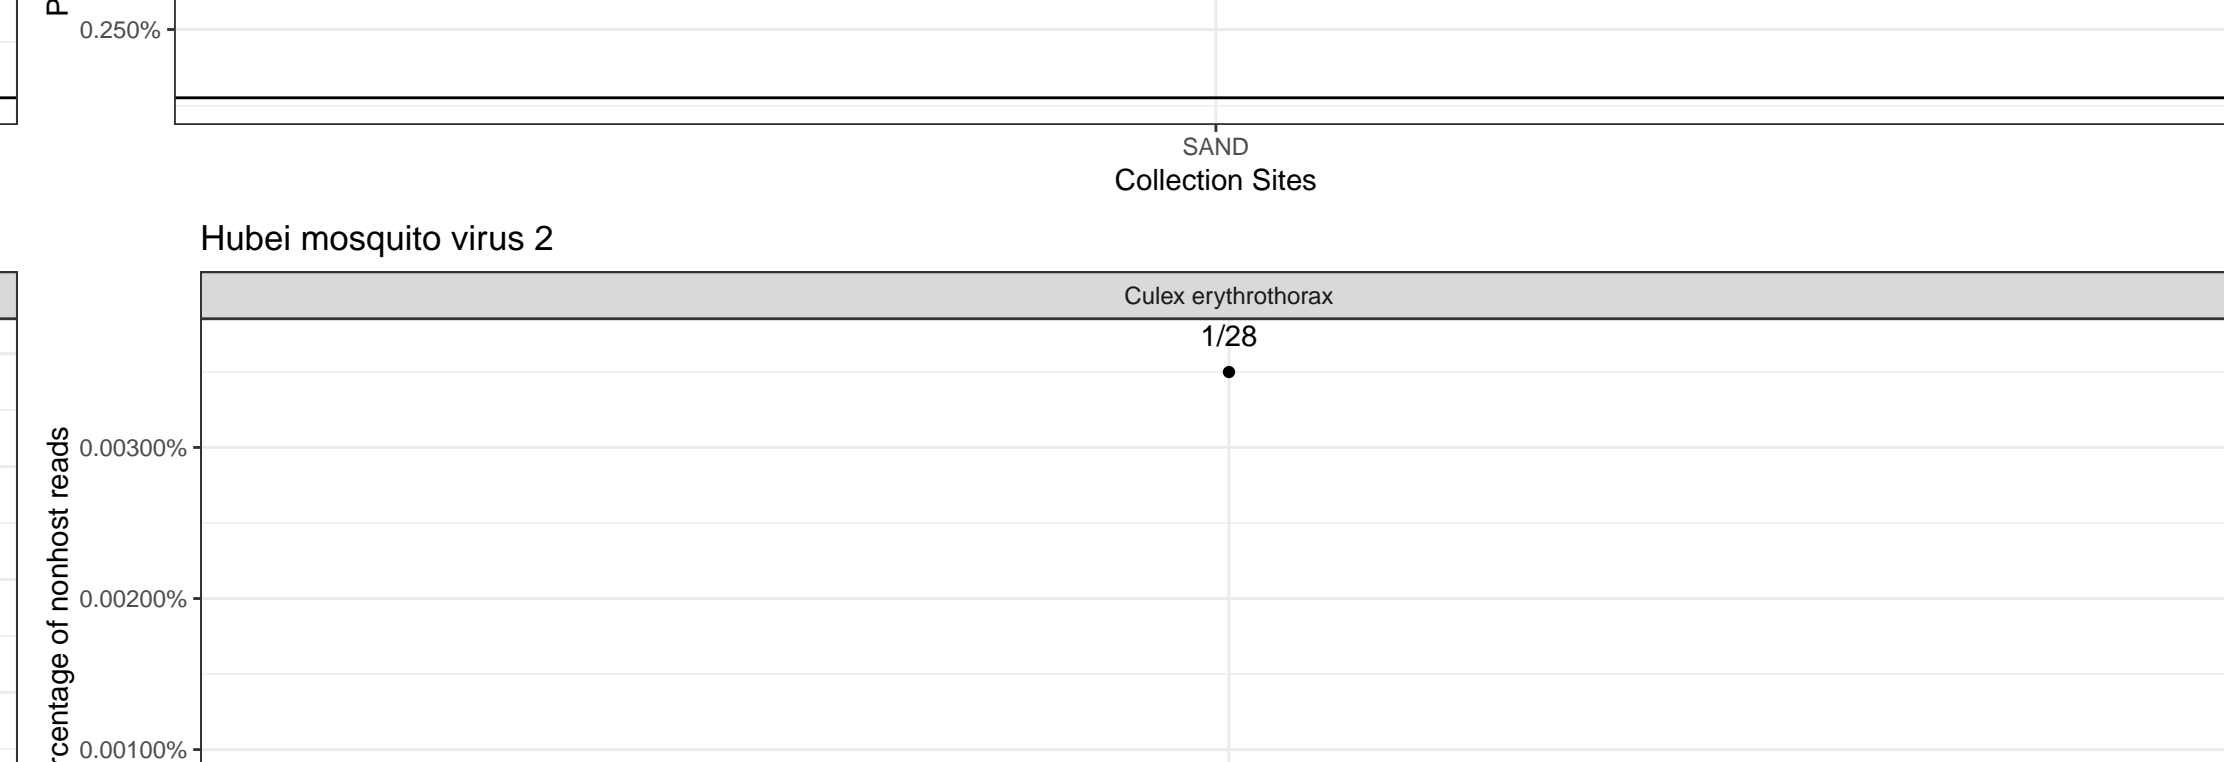 0.250%
SAND
Collection Sites
Hubei mosquito virus 2
Culex erythrothorax
1/28
0.00300%
of nonhost reads
0.00200%
0.00100%